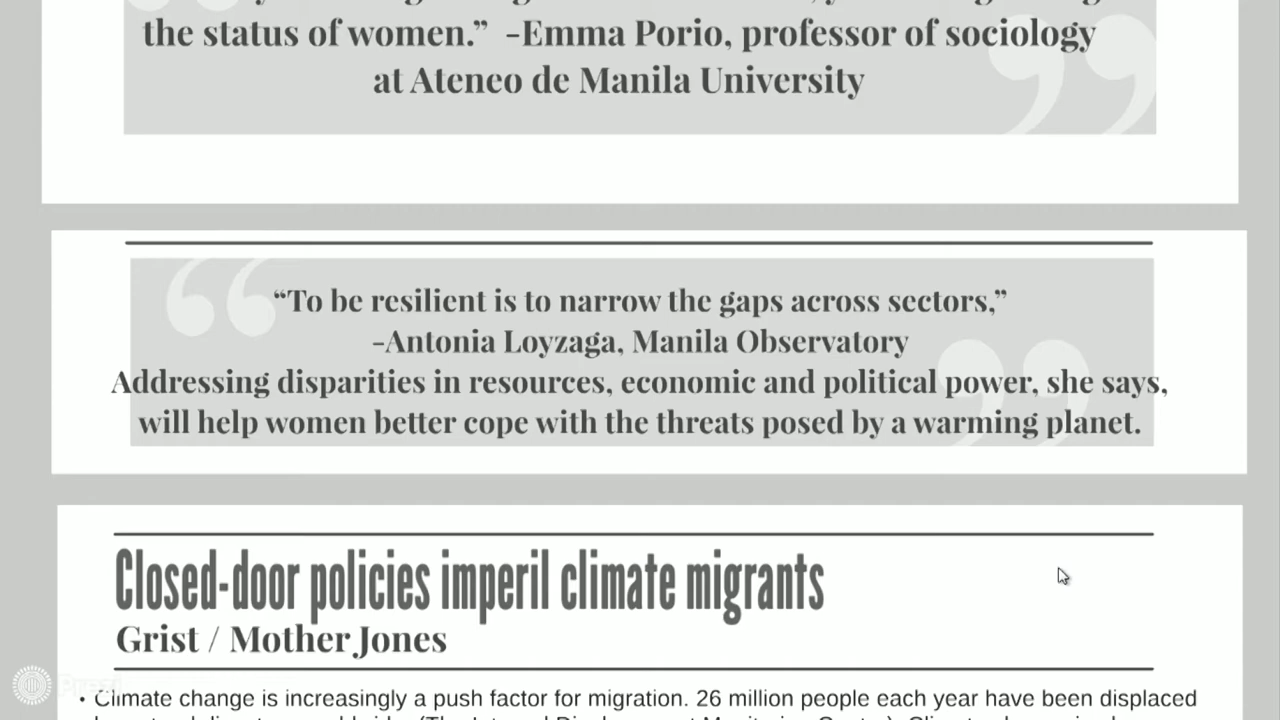 the status of women.” -Emma Porio, professor of sociology
at Ateneo de Manila University
“To be resilient is to narrow the gaps across sectors,”
-Antonia Loyzaga, Manila Observatory
Addressing disparities in resources, economic and political power, she says,
will help women better cope with the threats posed by a warming planet.
Closed-door policies imperil climate migrants
Grist / Mother Jones
• Climate change is increasingly a push factor for migration. 26 million people each year have been displaced
Prezi